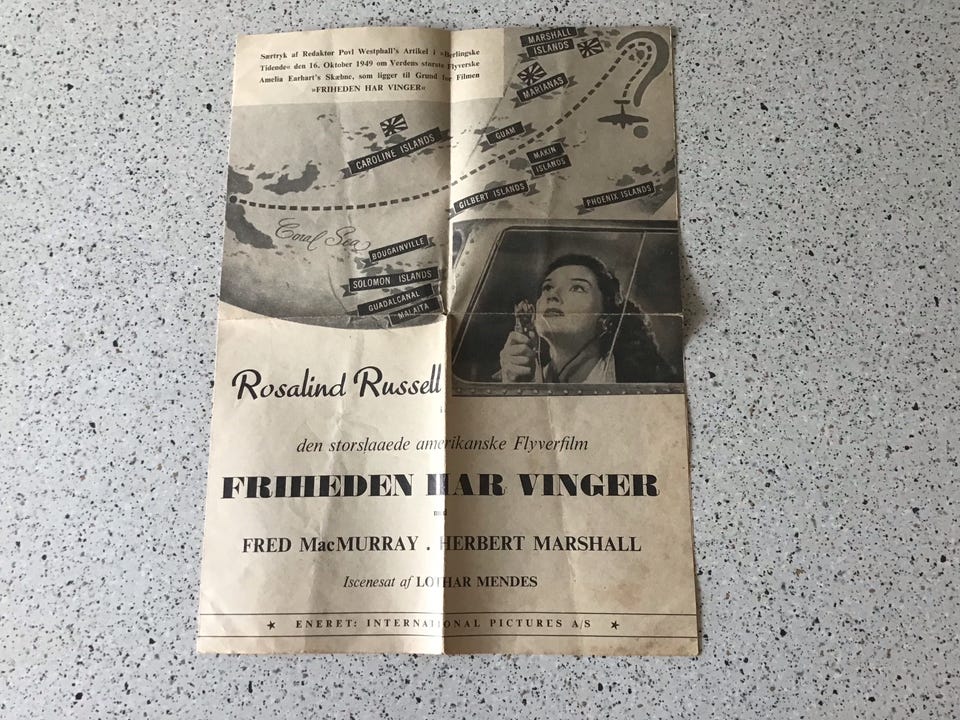 Særtryk af Redaktør Povl Westphall's Artikel i »Berlingske
Tidende« den 16. Oktober 1949 om Verdens største Flyverske
Amelia Earhart's Skæbne, som ligger til Grund for Filmen
»FRIHEDEN HAR VINGER«
MARSHALL
ISLANDS
MARIANAS
GUAM
CAROLINE ISLANDS
MAKIN
ISLANDS
GILBERT ISLANDS
PHOENIX ISLANDS
Coral Sea
BOUGAINVILLE
SOLOMON ISLANDS
GUADALCANAL
MALAITA
Rosalind Russell
i
den storslaaede amerikanske Flyverfilm
FRIHEDEN HAR VINGER
med
FRED MacMURRAY . HERBERT MARSHALL
Iscenesat af LOTHAR MENDES
★ ENERET: INTERNATIONAL PICTURES A/S ★